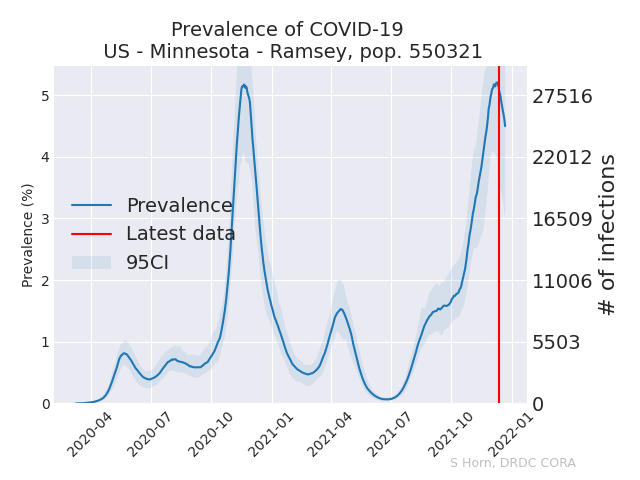 Prevalence of COVID-19
US - Minnesota - Ramsey, pop. 550321
Prevalence (%)
5
4
3
2
1
0
27516
22012
16509
11006
5503
0
# of infections
Prevalence
Latest data
95CI
2020-04
2020-07
2020-10
2021-01
2021-04
2021-07
2021-10
2022-01
S Horn, DRDC CORA